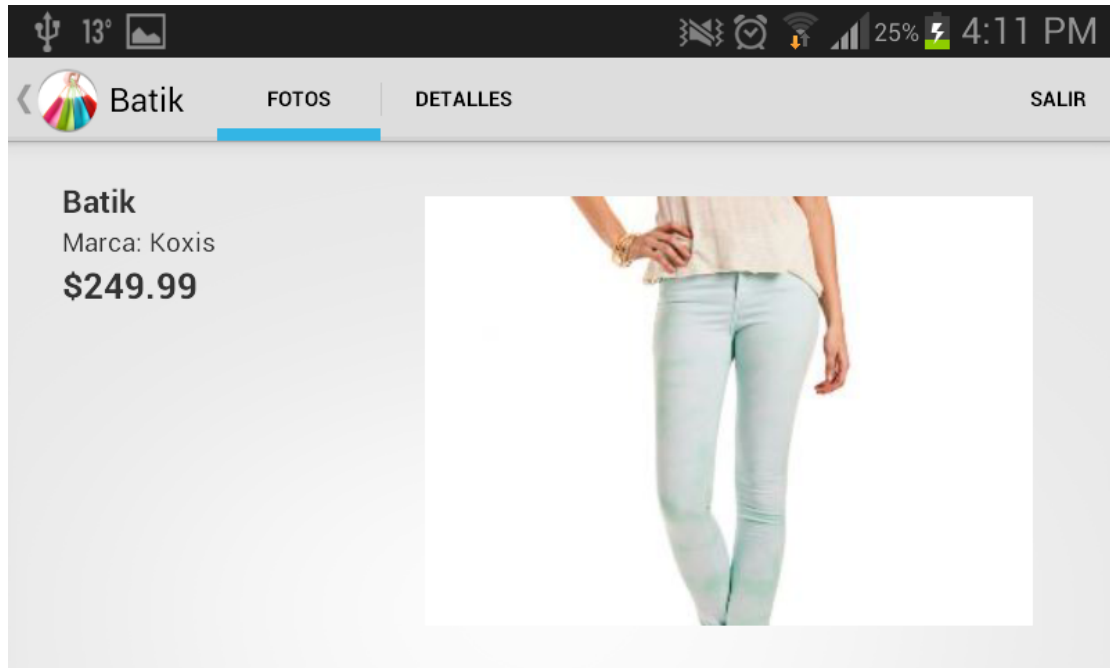 13° 25% 4:11 PM
Batik FOTOS DETALLES SALIR
Batik
Marca: Koxis
$249.99